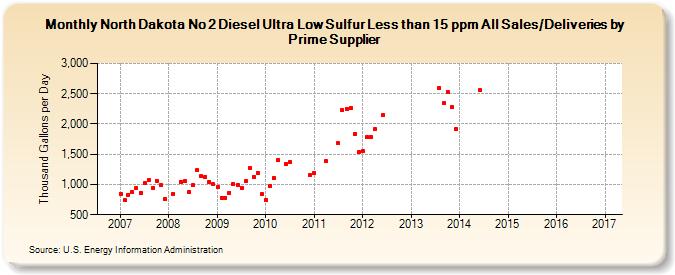 Monthly North Dakota No 2 Diesel Ultra Low Sulfur Less than 15 ppm All Sales/Deliveries by
Prime Supplier
Thousand Gallons per Day
3,000
2,500
2,000
1,500
1,000
500
2007 2008 2009 2010 2011 2012 2013 2014 2015 2016 2017
Source: U.S. Energy Information Administration